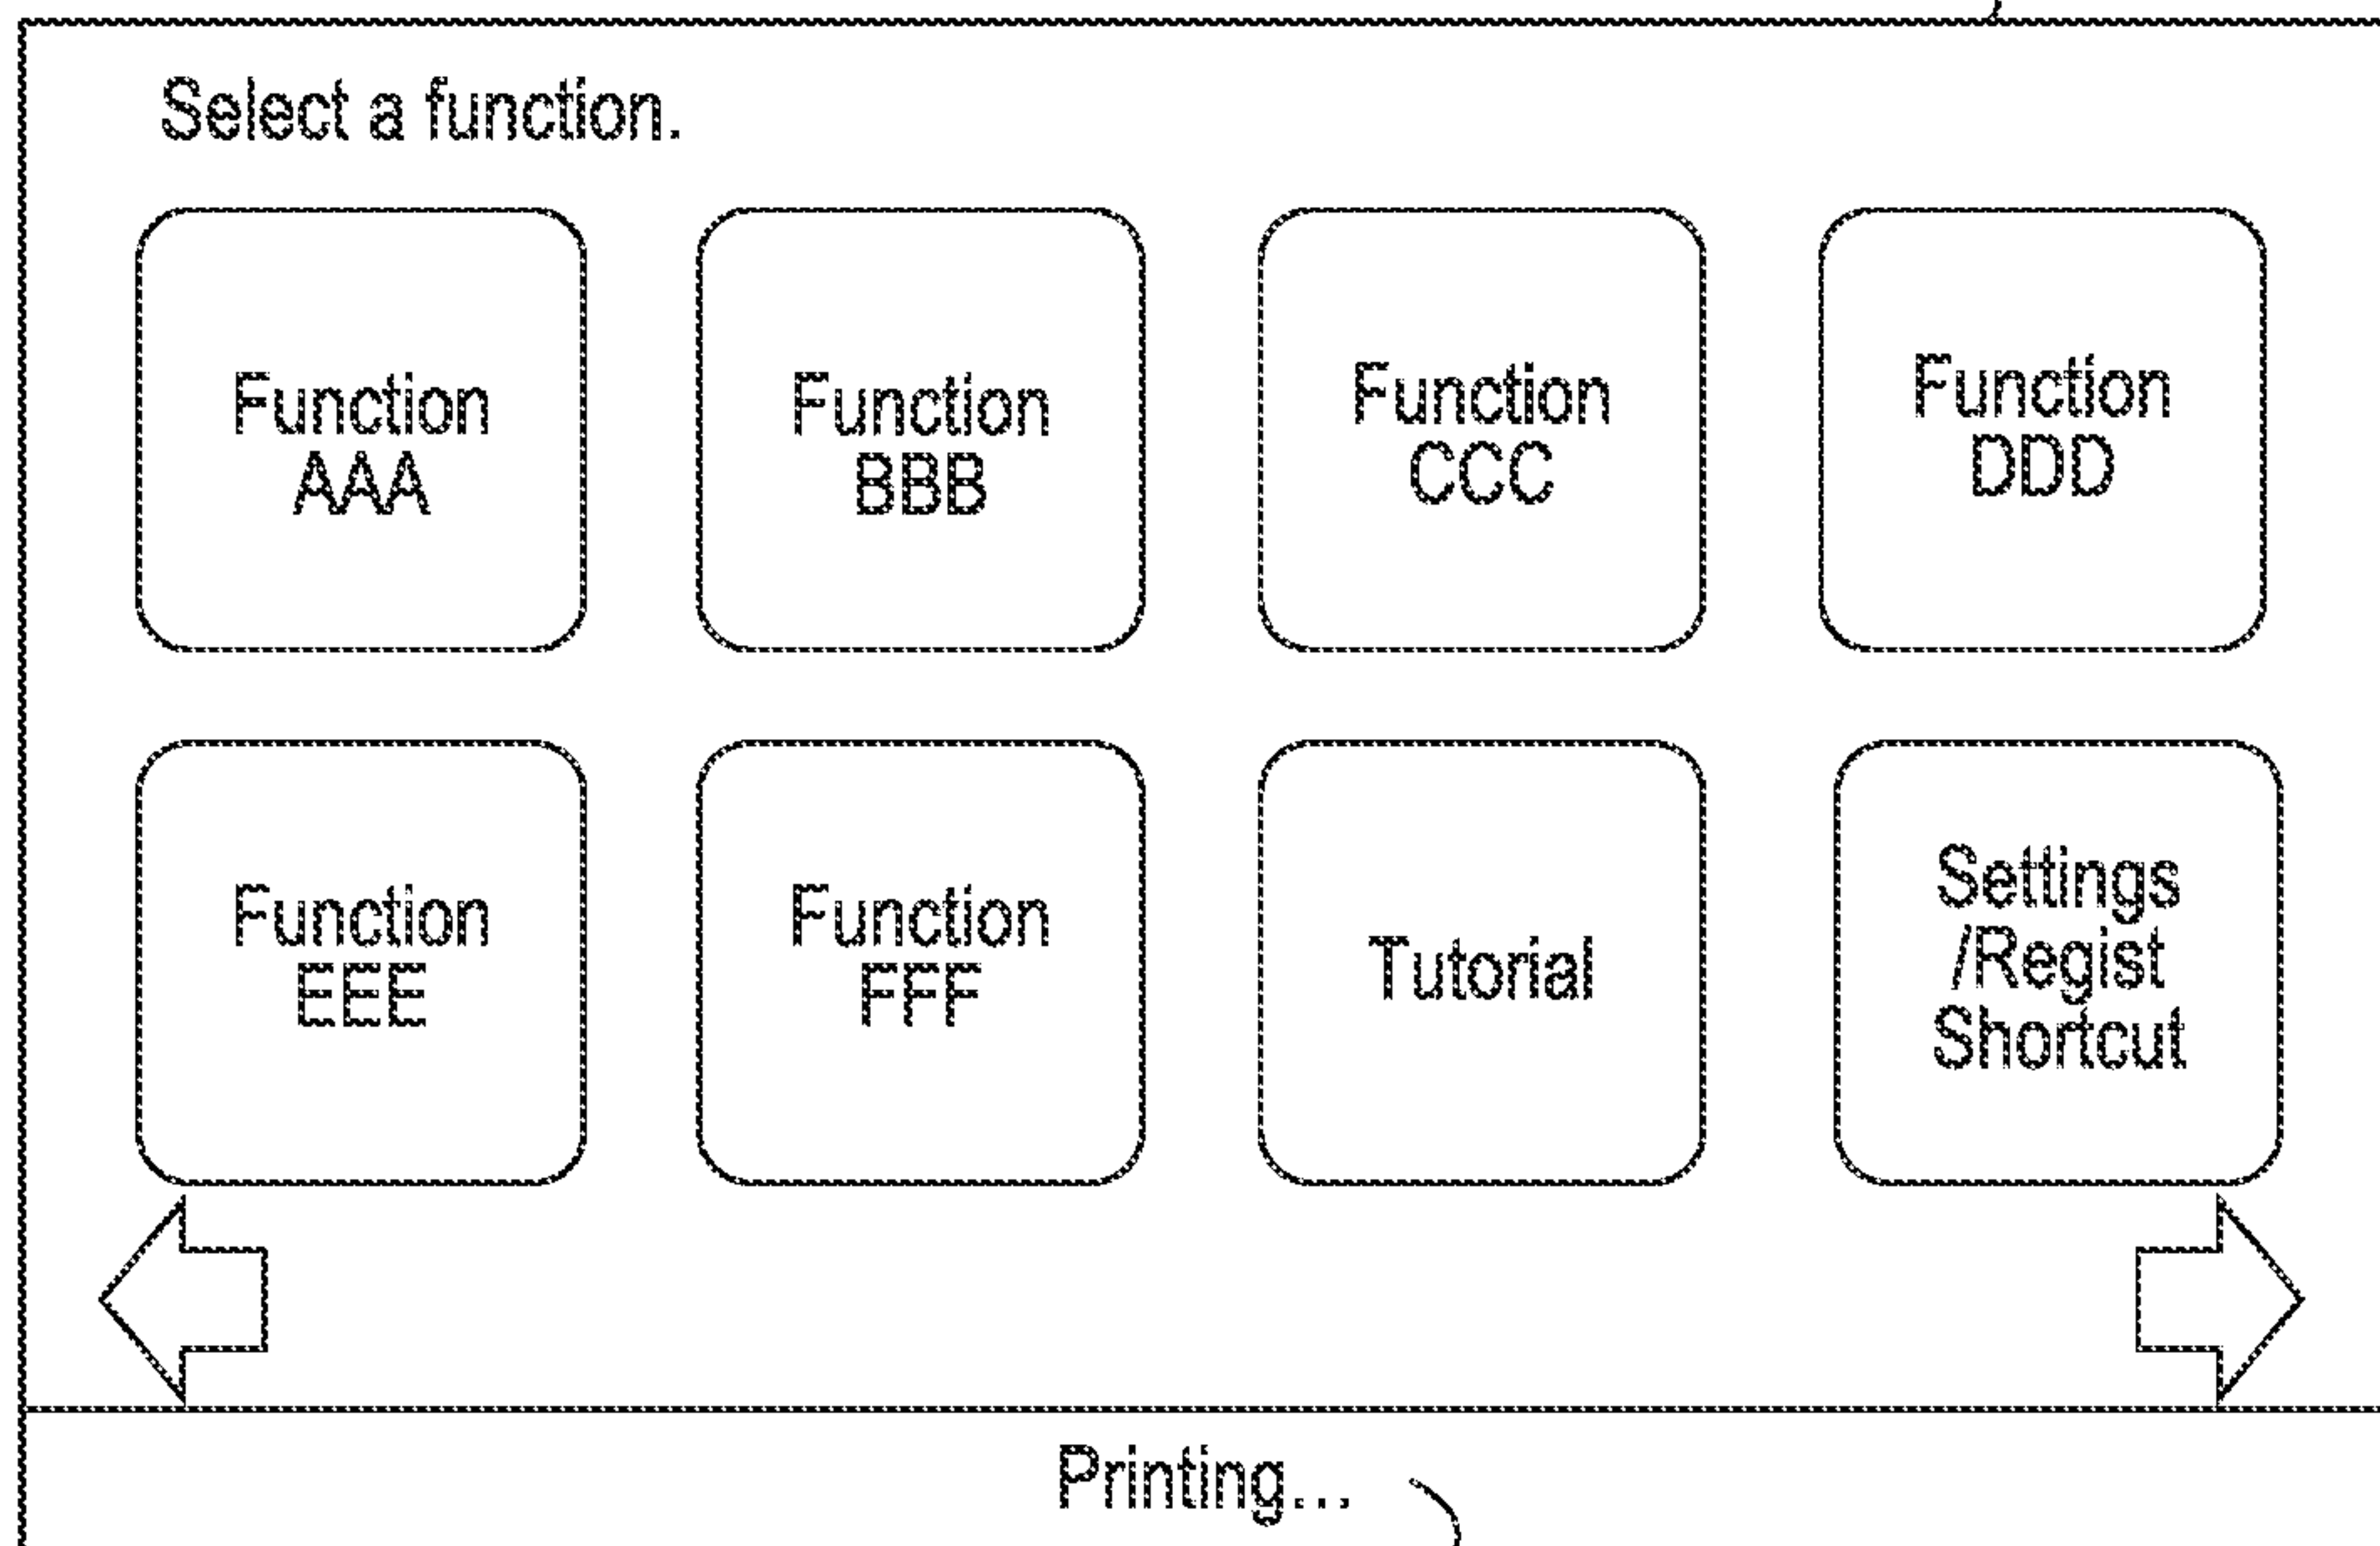 Select a function.
Function
AAA
Function
BBB
Function
CCC
Function
DDD
Function
EEE
Function
FFF
Tutorial
Settings
/Regist
Shortcut
Printing...